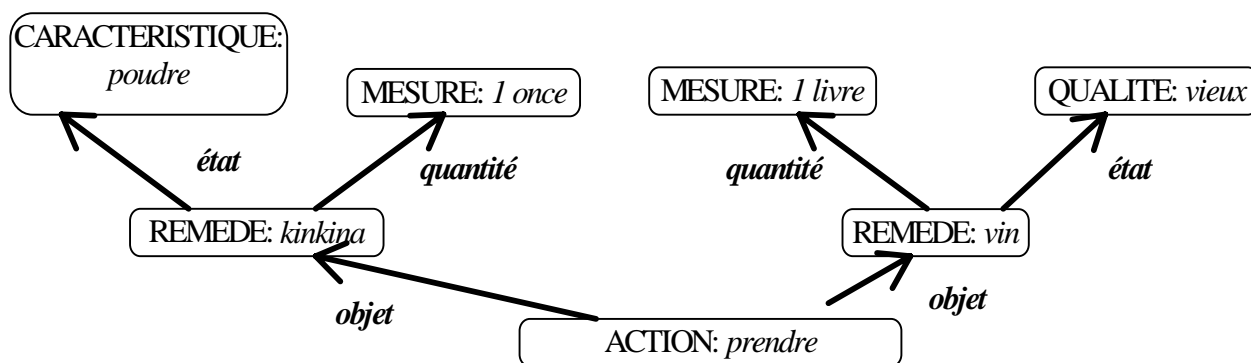 CARACTERISTIQUE:
poudre
MESURE: 1 once
MESURE: 1 livre
QUALITE: vieux
état
quantité
quantité
état
REMEDE: kinkina
REMEDE: vin
objet
objet
ACTION: prendre